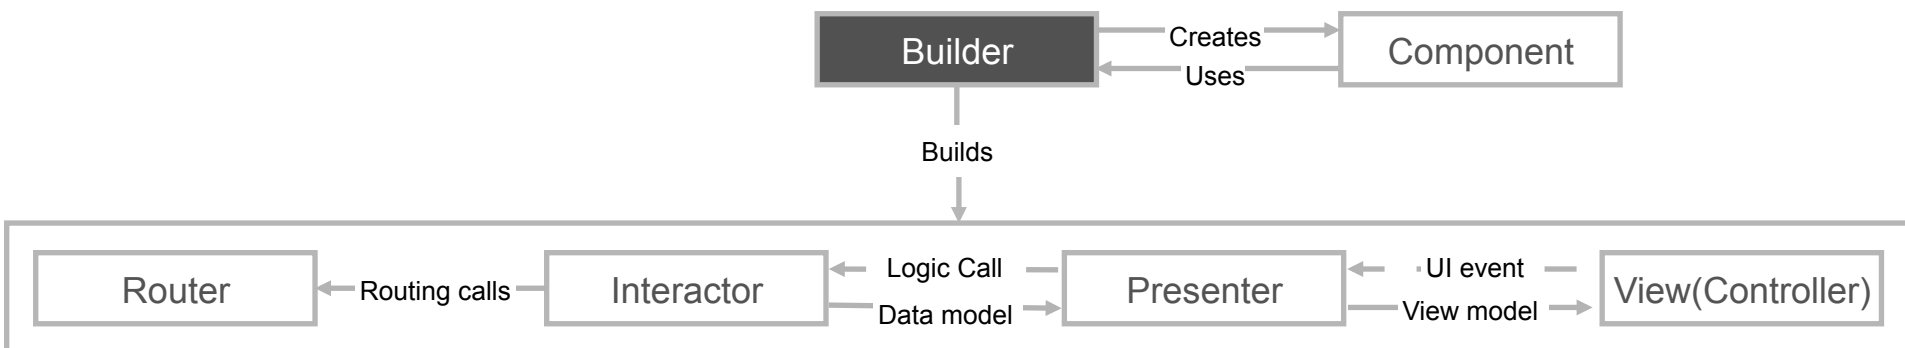 Builder
Creates
Uses
Component
Builds
Router
Routing calls
Interactor
Logic Call
Data model
Presenter
UI event
View model
View(Controller)